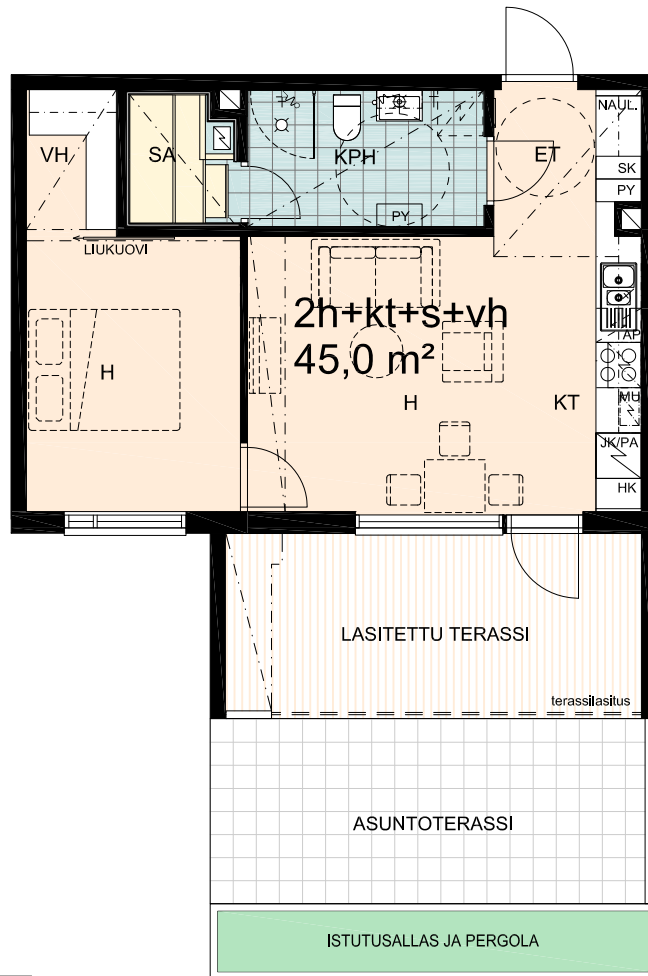 NAUL.
VH
SA
KPH
ET
SK
PY
PY
LIUKUOVI
2h+kt+s+vh
45,0 m²
AP
H
H
KT
MU
JK/PA
HK
LASITETTU TERASSI
terassilasitus
ASUNTOTERASSI
ISTUTUSALLAS JA PERGOLA